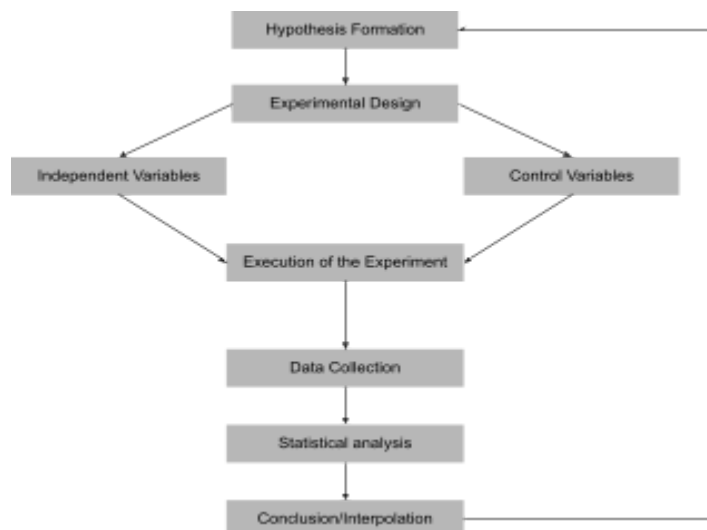 Hypothesis Formation
Experimental Design
Independent Variables
Control Variables
Execution of the Experiment
Data Collection
Statistical analysis
Conclusion/Interpolation